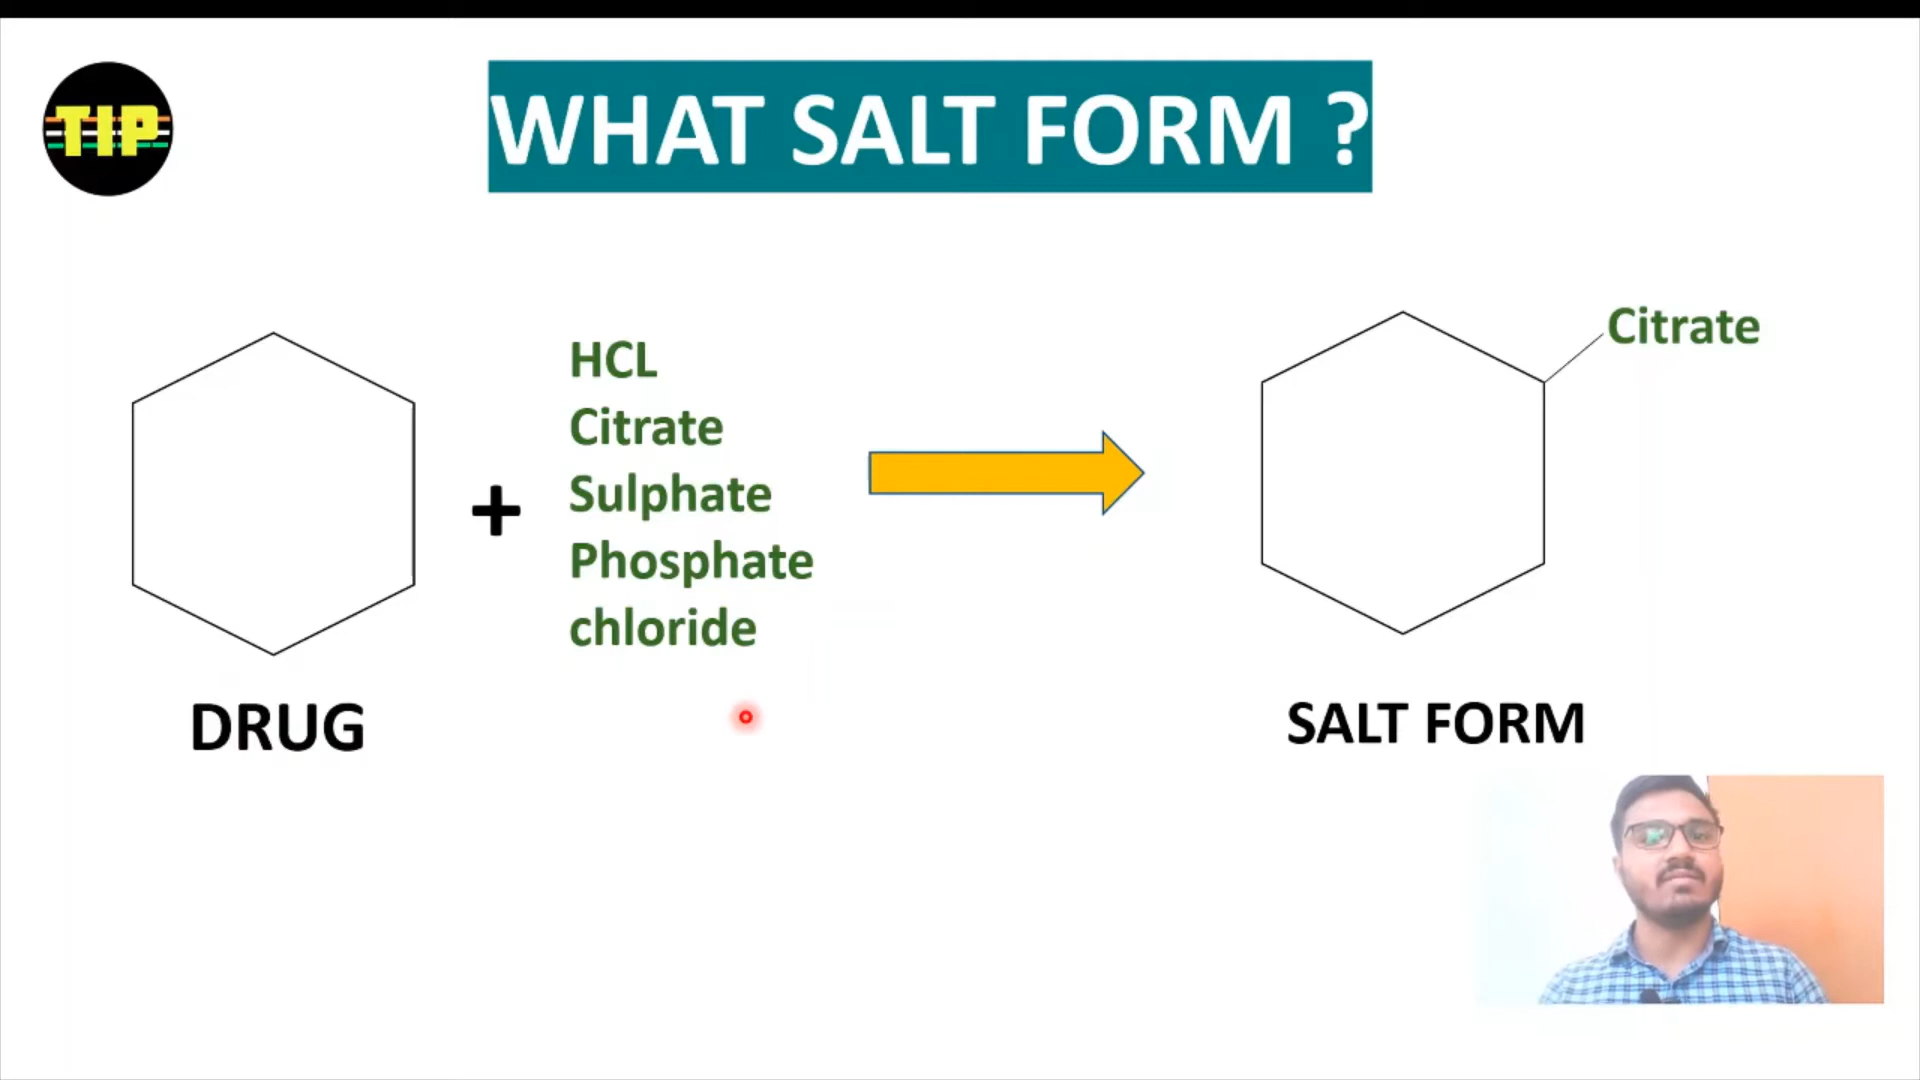 TIP
WHAT SALT FORM ?
HCL
Citrate
Sulphate
Phosphate
chloride
+
Citrate
DRUG
SALT FORM